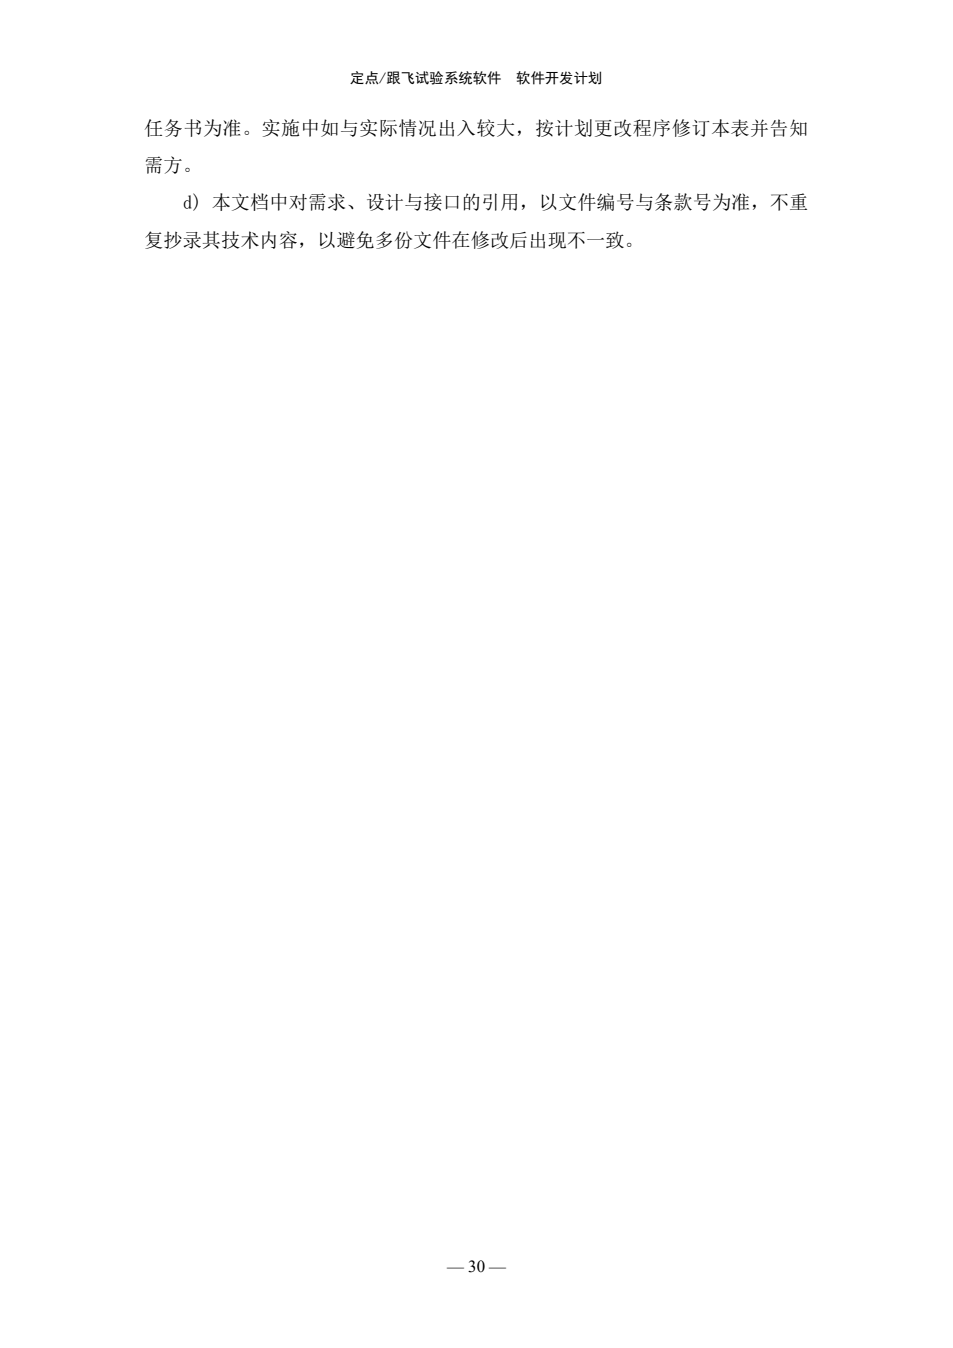 定点/跟飞试验系统软件　软件开发计划
任务书为准。实施中如与实际情况出入较大，按计划更改程序修订本表并告知
需方。
d) 本文档中对需求、设计与接口的引用，以文件编号与条款号为准，不重
复抄录其技术内容，以避免多份文件在修改后出现不一致。
— 30 —